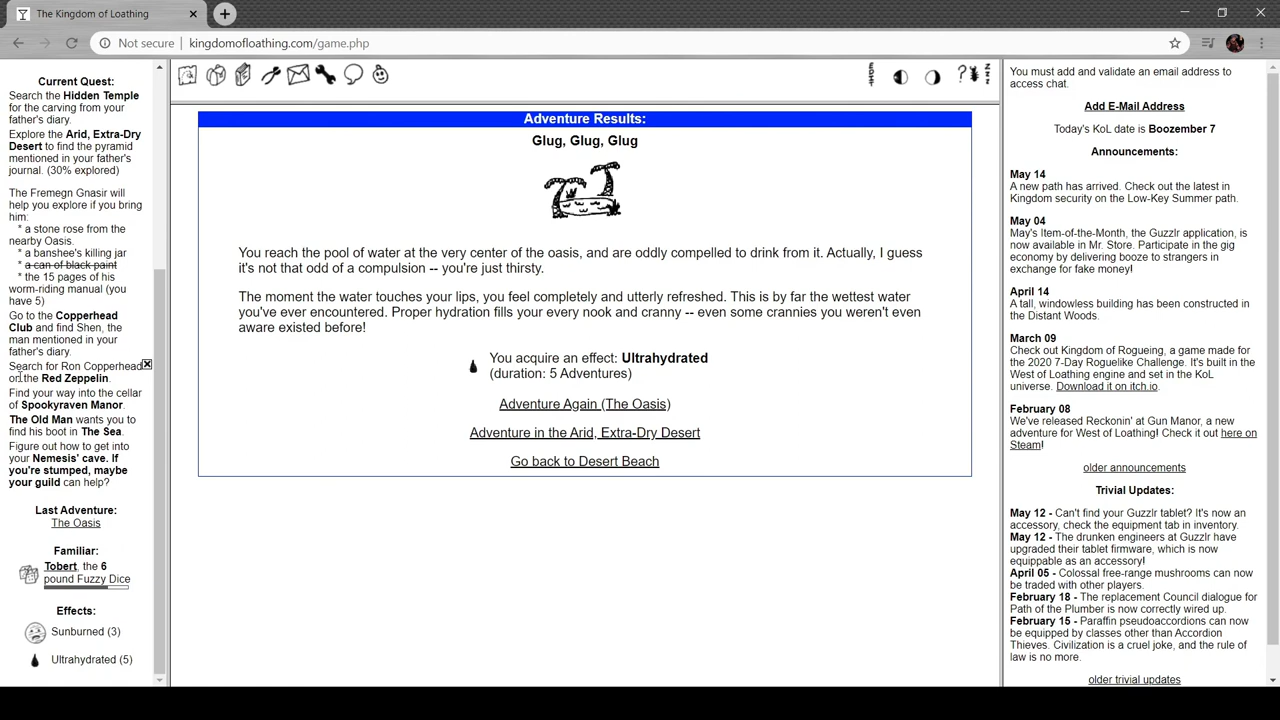 The Kingdom of Loathing
Not secure | kingdomofloathing.com/game.php
Current Quest:
Search the Hidden Temple
for the carving from your
father's diary.
Explore the Arid, Extra-Dry
Desert to find the pyramid
mentioned in your father's
journal. (30% explored)
The Fremegn Gnasir will
help you explore if you bring
him:
* a stone rose from the
nearby Oasis.
* a banshee's killing jar
* a can of black paint
* the 15 pages of his
worm-riding manual (you
have 5)
Go to the Copperhead
Club and find Shen, the
man mentioned in your
father's diary.
Search for Ron Copperhead
on the Red Zeppelin.
Find your way into the cellar
of Spookyraven Manor.
The Old Man wants you to
find his boot in The Sea.
Figure out how to get into
your Nemesis' cave. If
you're stumped, maybe
your guild can help?
Last Adventure:
The Oasis
Familiar:
Tobert, the 6
pound Fuzzy Dice
Effects:
Sunburned (3)
Ultrahydrated (5)
Adventure Results:
Glug, Glug, Glug
You reach the pool of water at the very center of the oasis, and are oddly compelled to drink from it. Actually, I guess
it's not that odd of a compulsion -- you're just thirsty.
The moment the water touches your lips, you feel completely and utterly refreshed. This is by far the wettest water
you've ever encountered. Proper hydration fills your every nook and cranny -- even some crannies you weren't even
aware existed before!
You acquire an effect: Ultrahydrated
(duration: 5 Adventures)
Adventure Again (The Oasis)
Adventure in the Arid, Extra-Dry Desert
Go back to Desert Beach
You must add and validate an email address to
access chat.
Add E-Mail Address
Today's KoL date is Boozember 7
Announcements:
May 14
A new path has arrived. Check out the latest in
Kingdom security on the Low-Key Summer path.
May 04
May's Item-of-the-Month, the Guzzlr application, is
now available in Mr. Store. Participate in the gig
economy by delivering booze to strangers in
exchange for fake money!
April 14
A tall, windowless building has been constructed in
the Distant Woods.
March 09
Check out Kingdom of Rogueing, a game made for
the 2020 7-Day Roguelike Challenge. It's built in the
West of Loathing engine and set in the KoL
universe. Download it on itch.io.
February 08
We've released Reckonin' at Gun Manor, a new
adventure for West of Loathing! Check it out here on
Steam!
older announcements
Trivial Updates:
May 12 - Can't find your Guzzlr tablet? It's now an
accessory, check the equipment tab in inventory.
May 12 - The drunken engineers at Guzzlr have
upgraded their tablet firmware, which is now
equippable as an accessory!
April 05 - Colossal free-range mushrooms can now
be traded with other players.
February 18 - The replacement Council dialogue for
Path of the Plumber is now correctly wired up.
February 15 - Paraffin pseudoaccordions can now
be equipped by classes other than Accordion
Thieves. Civilization is a cruel joke, and the rule of
law is no more.
older trivial updates